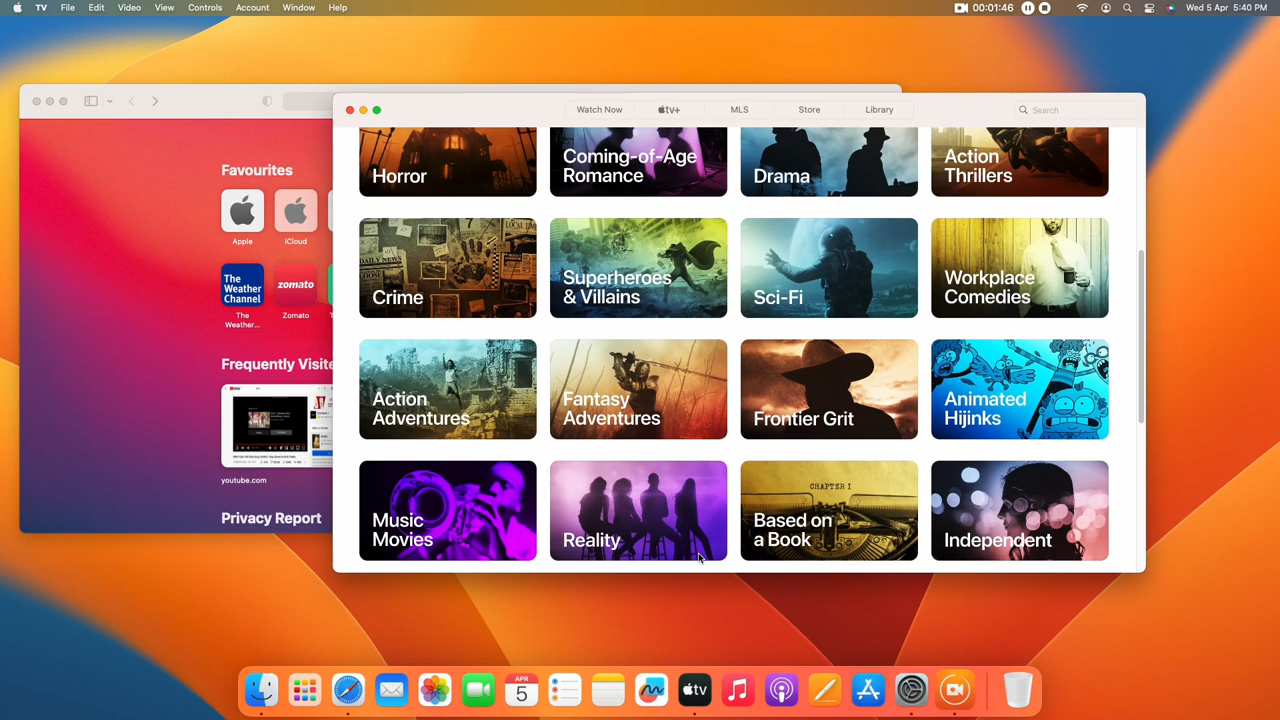 TV File Edit Video View Controls Account Window Help
00:01:46
Wed 5 Apr 5:40 PM
Watch Now
tv+
MLS
Store
Library
Search
Favourites
Apple
iCloud
The
Weather
Channel
The
Weather...
zomato
Zomato
Frequently Visite
youtube.com
Privacy Report
Horror
Coming-of-Age
Romance
Drama
Action
Thrillers
DAILY NEWS
Crime
Superheroes
& Villains
Sci-Fi
Workplace
Comedies
Action
Adventures
Fantasy
Adventures
Frontier Grit
Animated
Hijinks
Music
Movies
Reality
CHAPTER I
Based on
a Book
Independent
APR
5
tv